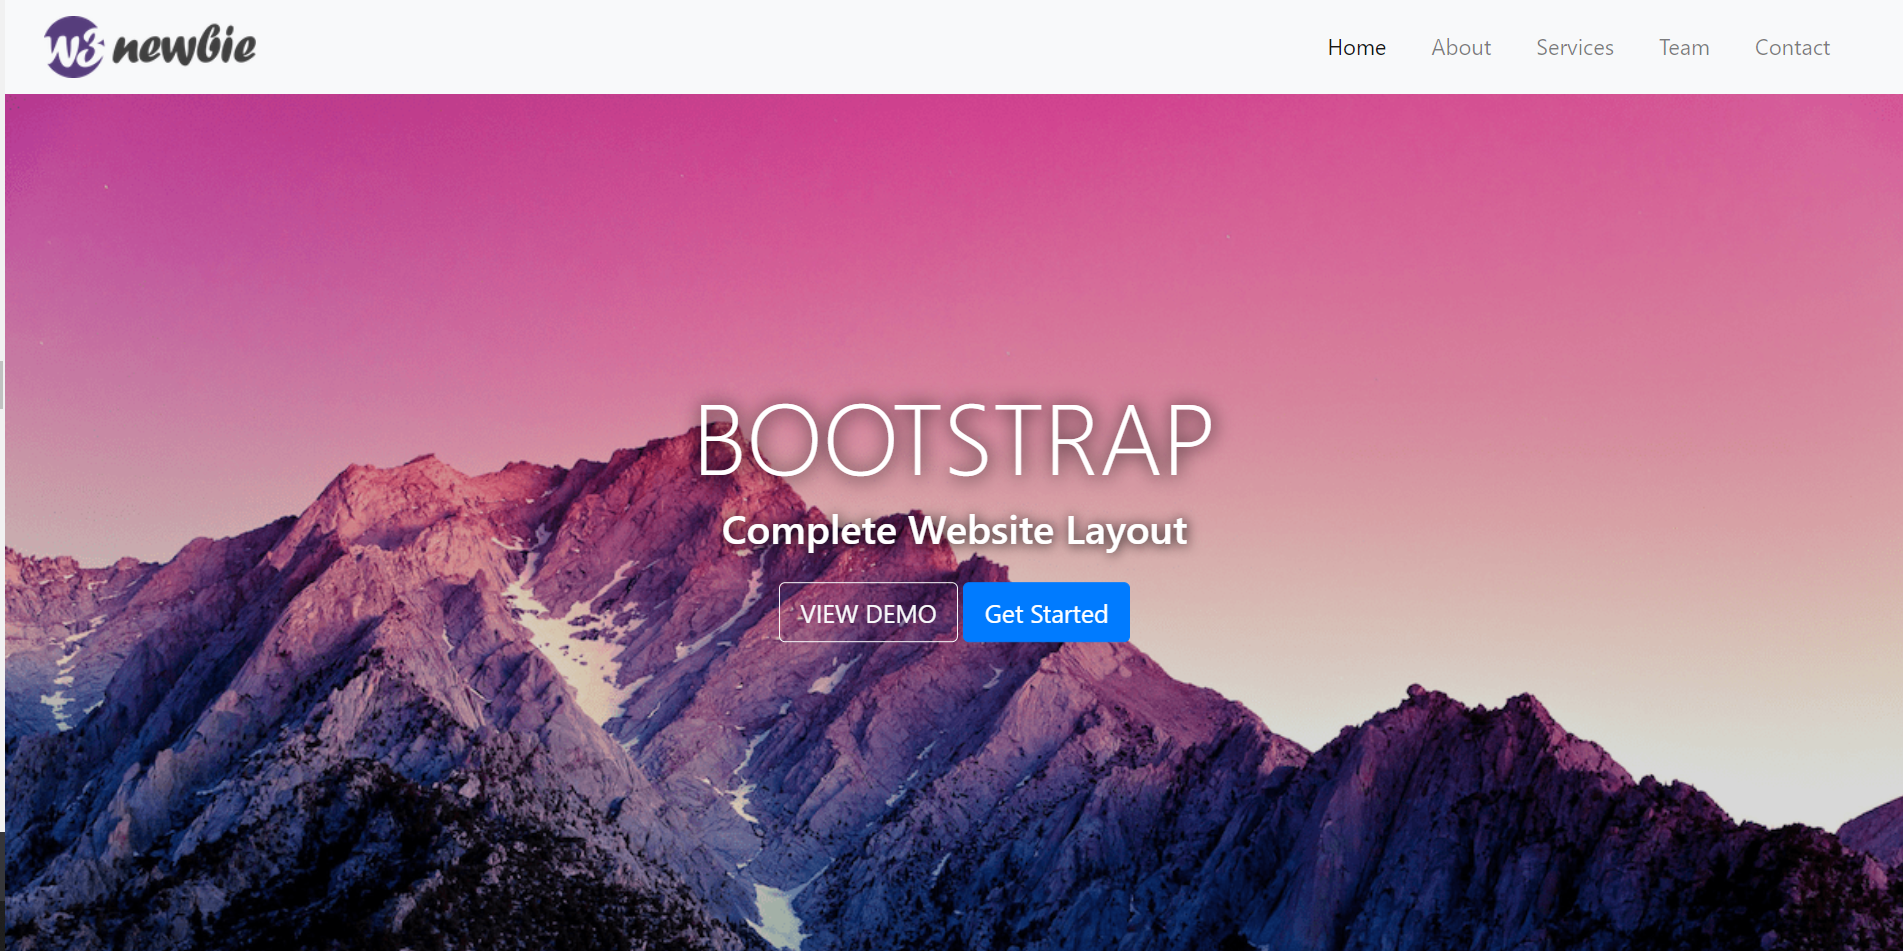 W3 newbie
Home About Services Team Contact
BOOTSTRAP
Complete Website Layout
VIEW DEMO Get Started